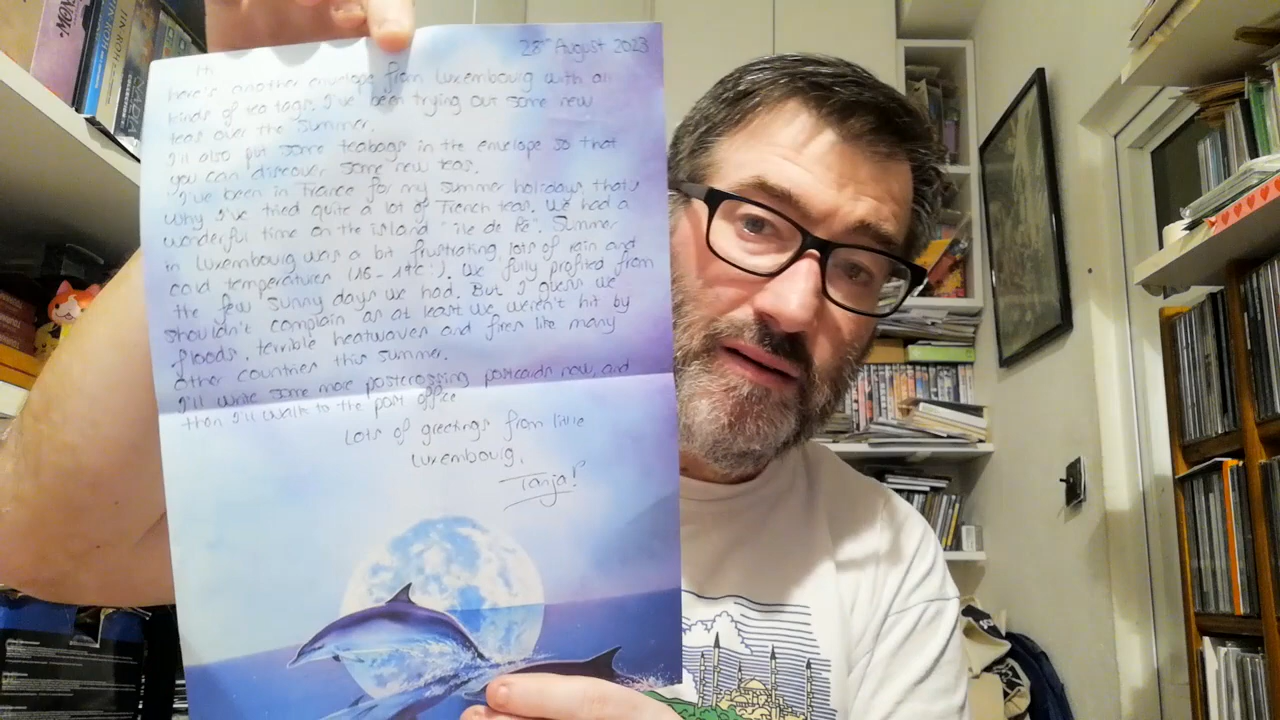 28th August 2023
Hi
here's another envelope from Luxembourg with all
kinds of tea tags. I've been trying out some new
teas over the summer.
I'll also put some teabags in the envelope so that
you can discover some new teas.
I've been in France for my summer holidays, that's
why I've tried quite a lot of French teas. We had a
wonderful time on the island "ile de Ré". Summer
in Luxembourg was a bit frustrating, lots of rain and
cold temperatures (16-19°C!). We fully profited from
the few sunny days we had. But I guess we
shouldn't complain as at least we weren't hit by
floods, terrible heatwaves and fires like many
other countries this summer.
I'll write some more postcrossing postcards now, and
then I'll walk to the post office
Lots of greetings from little
Luxembourg,
Tanja!